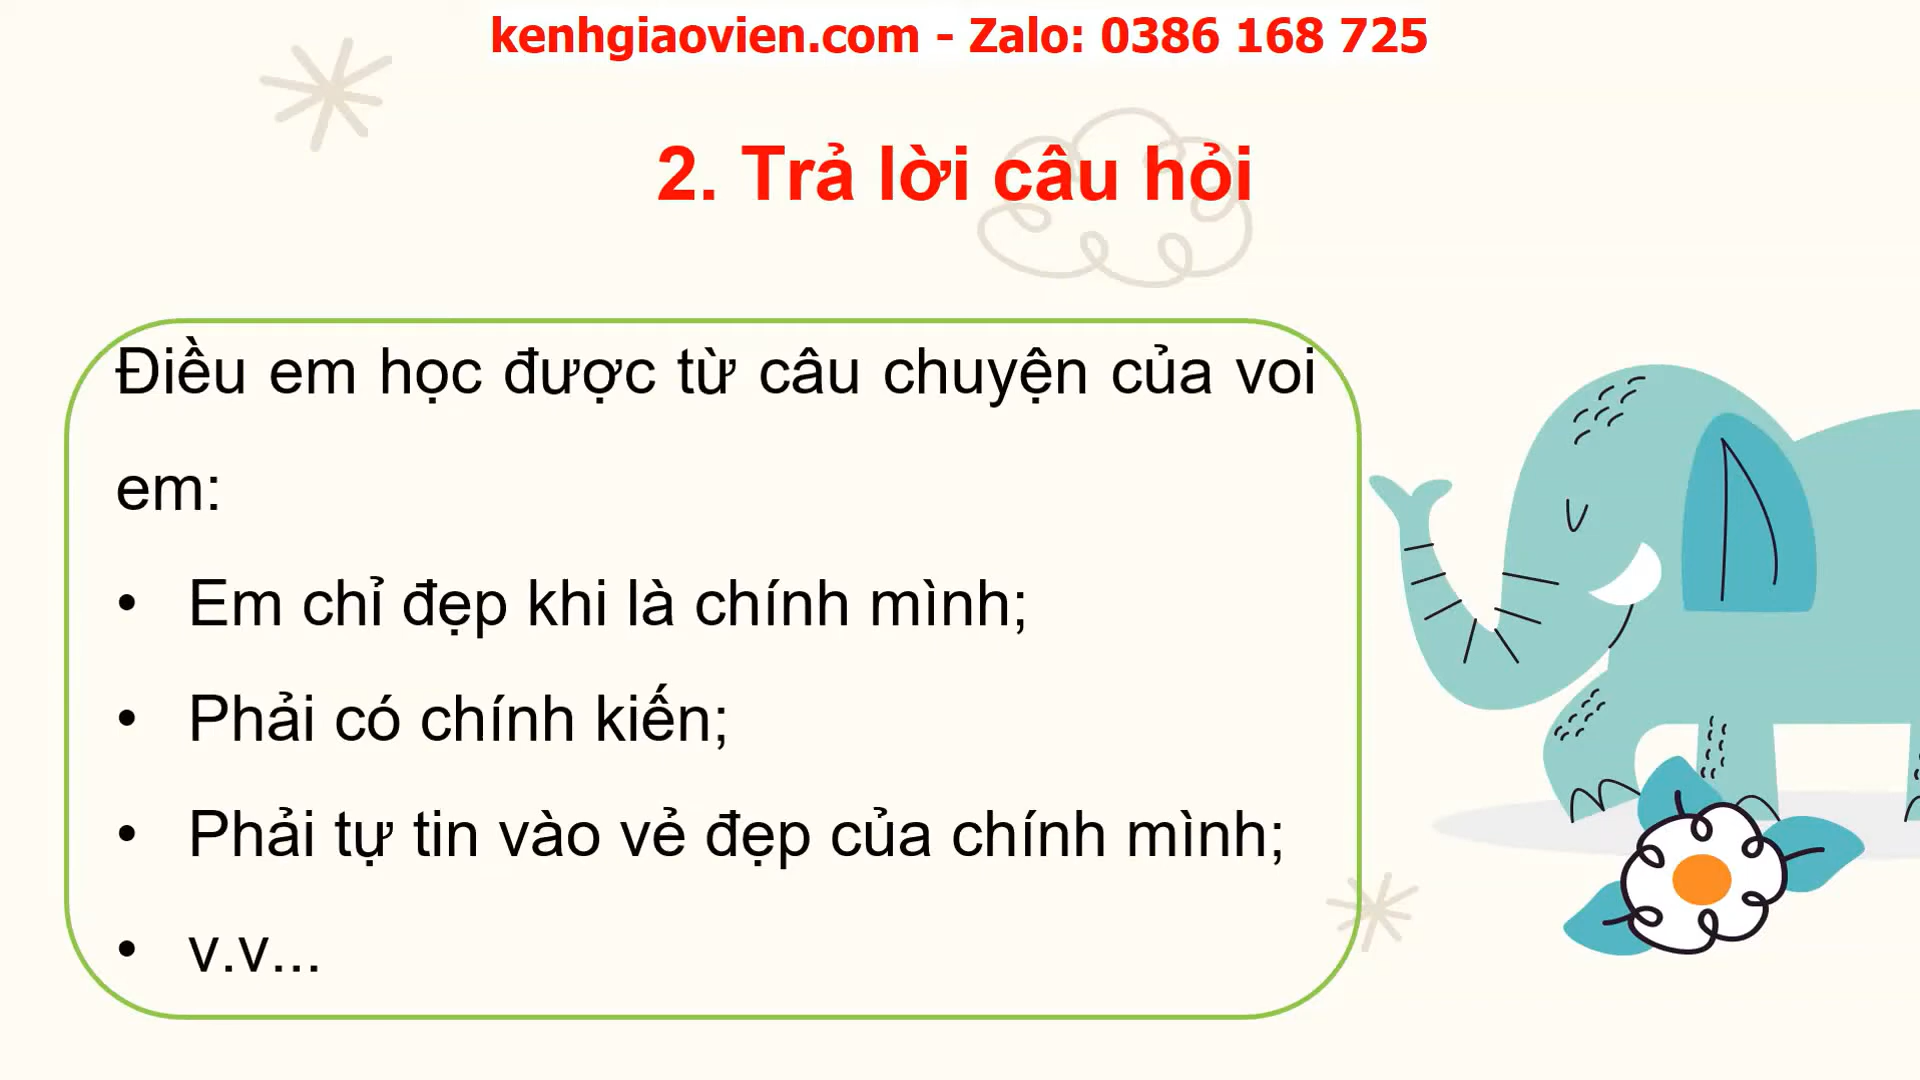 kenhgiaovien.com - Zalo: 0386 168 725
2. Trả lời câu hỏi
Điều em học được từ câu chuyện của voi
em:
• Em chỉ đẹp khi là chính mình;
• Phải có chính kiến;
• Phải tự tin vào vẻ đẹp của chính mình;
• v.v...